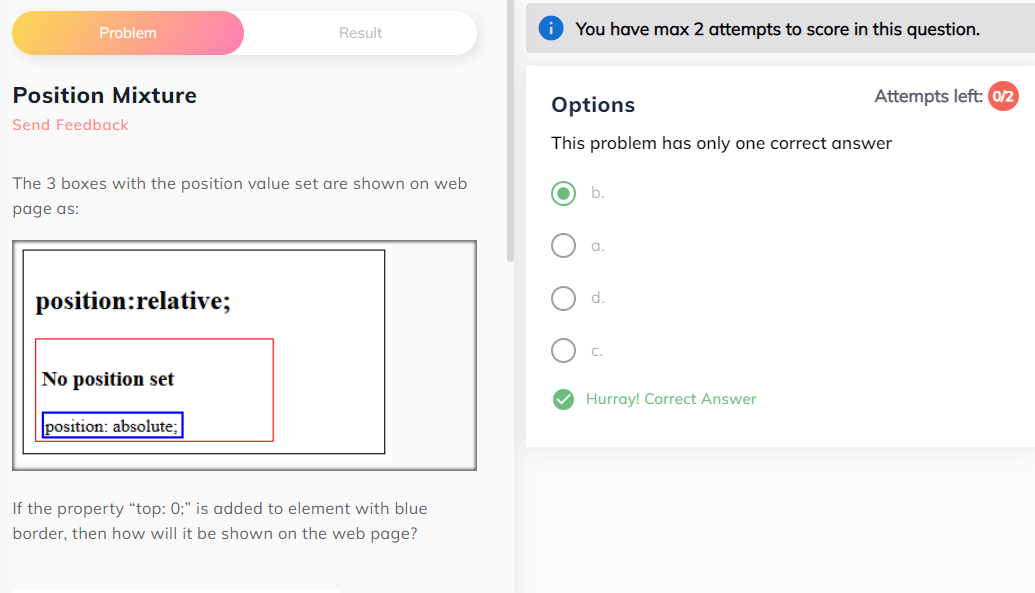 Problem
Result
Position Mixture
Send Feedback
The 3 boxes with the position value set are shown on web
page as:
position:relative;
No position set
position: absolute;
If the property “top: 0;” is added to element with blue
border, then how will it be shown on the web page?
i You have max 2 attempts to score in this question.
Options
Attempts left: 0/2
This problem has only one correct answer
b.
a.
d.
c.
Hurray! Correct Answer